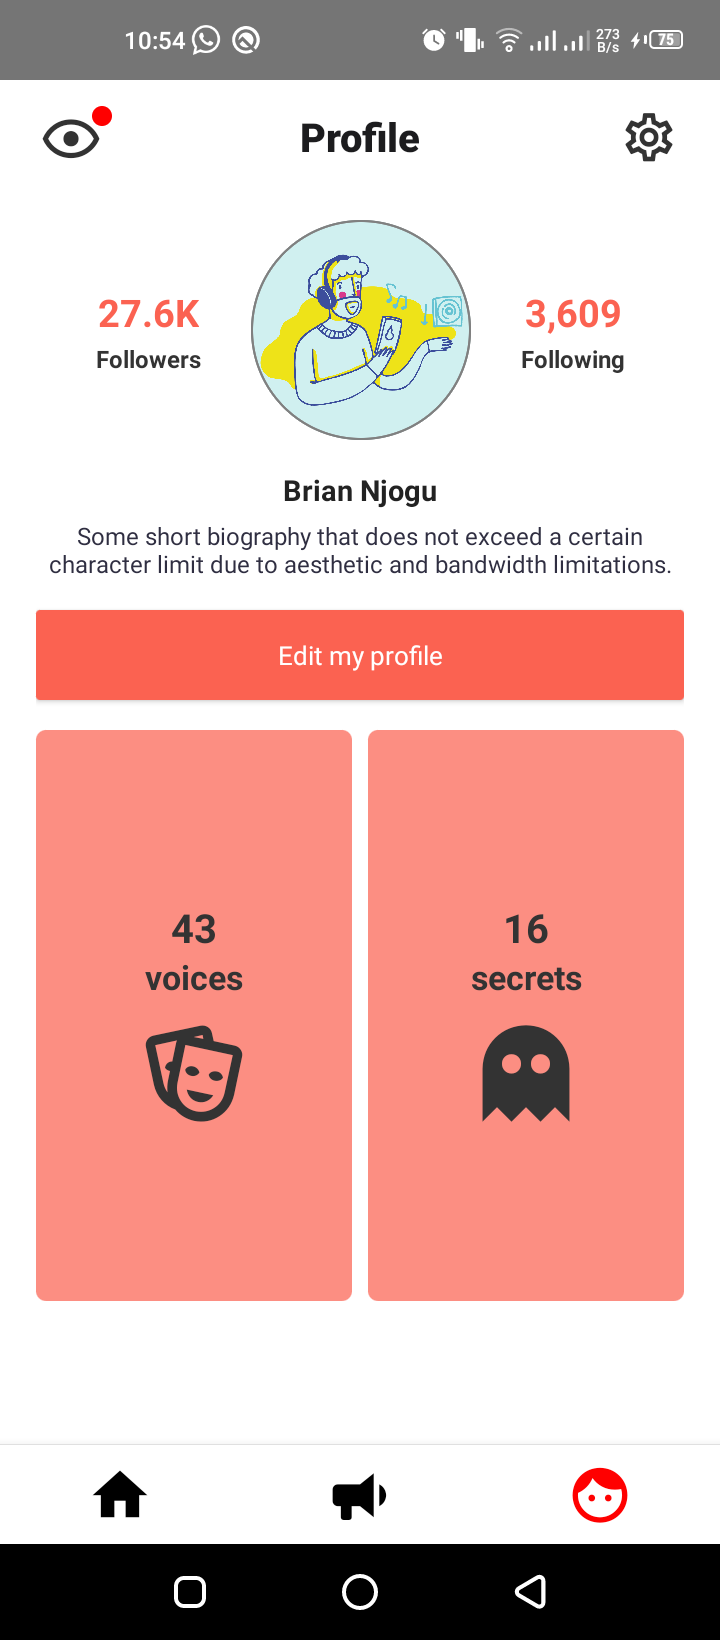 10:54
273
B/s
75
Profile
27.6K
Followers
3,609
Following
Brian Njogu
Some short biography that does not exceed a certain
character limit due to aesthetic and bandwidth limitations.
Edit my profile
43
voices
16
secrets